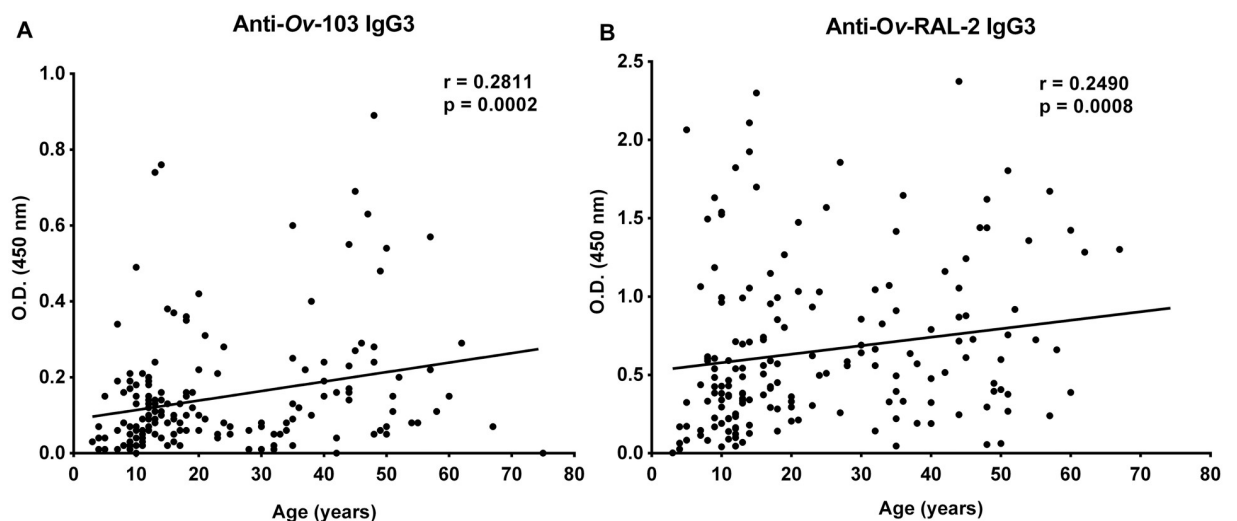 A
Anti-Ov-103 IgG3
r = 0.2811
p = 0.0002
1.0
0.8
0.6
0.4
0.2
0.0
O.D. (450 nm)
0 10 20 30 40 50 60 70 80
Age (years)
B
Anti-Ov-RAL-2 IgG3
r = 0.2490
p = 0.0008
2.5
2.0
1.5
1.0
0.5
0.0
O.D. (450 nm)
0 10 20 30 40 50 60 70 80
Age (years)